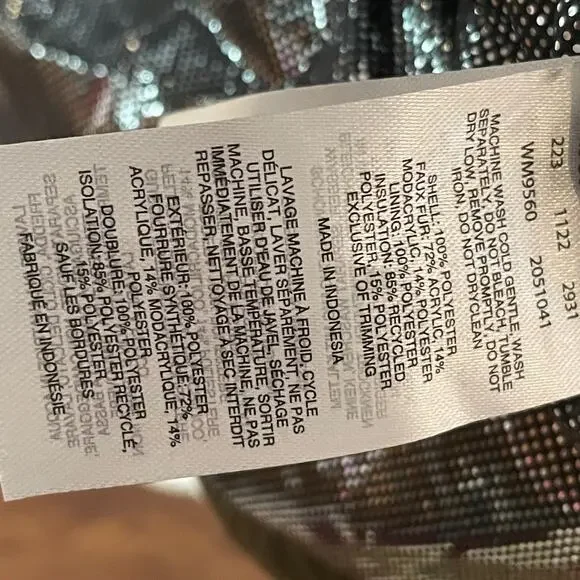 223 1122 2931
WM9560 2051041
MACHINE WASH COLD GENTLE, WASH
SEPARATELY, DO NOT BLEACH, TUMBLE
DRY LOW, REMOVE PROMPTLY, DO NOT
IRON, DO NOT DRYCLEAN
SHELL: 100% POLYESTER
FAUX FUR: 72% ACRYLIC, 14%
MODACRYLIC, 14% POLYESTER
LINING: 100% POLYESTER
INSULATION: 85% RECYCLED
POLYESTER, 15% POLYESTER
EXCLUSIVE OF TRIMMING
MADE IN INDONESIA
LAVAGE MACHINE À FROID, CYCLE
DÉLICAT, LAVER SÉPARÉMENT, NE PAS
UTILISER D'EAU DE JAVEL, SÉCHAGE
MACHINE, BASSE TEMPÉRATURE, SORTIR
IMMÉDIATEMENT DE LA MACHINE, NE PAS
REPASSER, NETTOYAGE À SEC INTERDIT
EXTÉRIEUR: 100% POLYESTER
FOURRURE SYNTHÉTIQUE: 72%
ACRYLIQUE, 14% MODACRYLIQUE, 14%
POLYESTER
DOUBLURE: 100% POLYESTER
ISOLATION: 85% POLYESTER RECYCLÉ,
15% POLYESTER
SAUF LES BORDURES
FABRIQUÉ EN INDONÉSIE